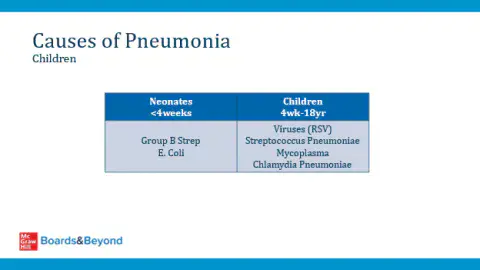 Causes of Pneumonia
Children
Neonates
<4weeks
Children
4wk-18yr
Group B Strep
E. Coli
Viruses (RSV)
Streptococcus Pneumoniae
Mycoplasma
Chlamydia Pneumoniae
Mc
Graw
Hill
Boards&Beyond